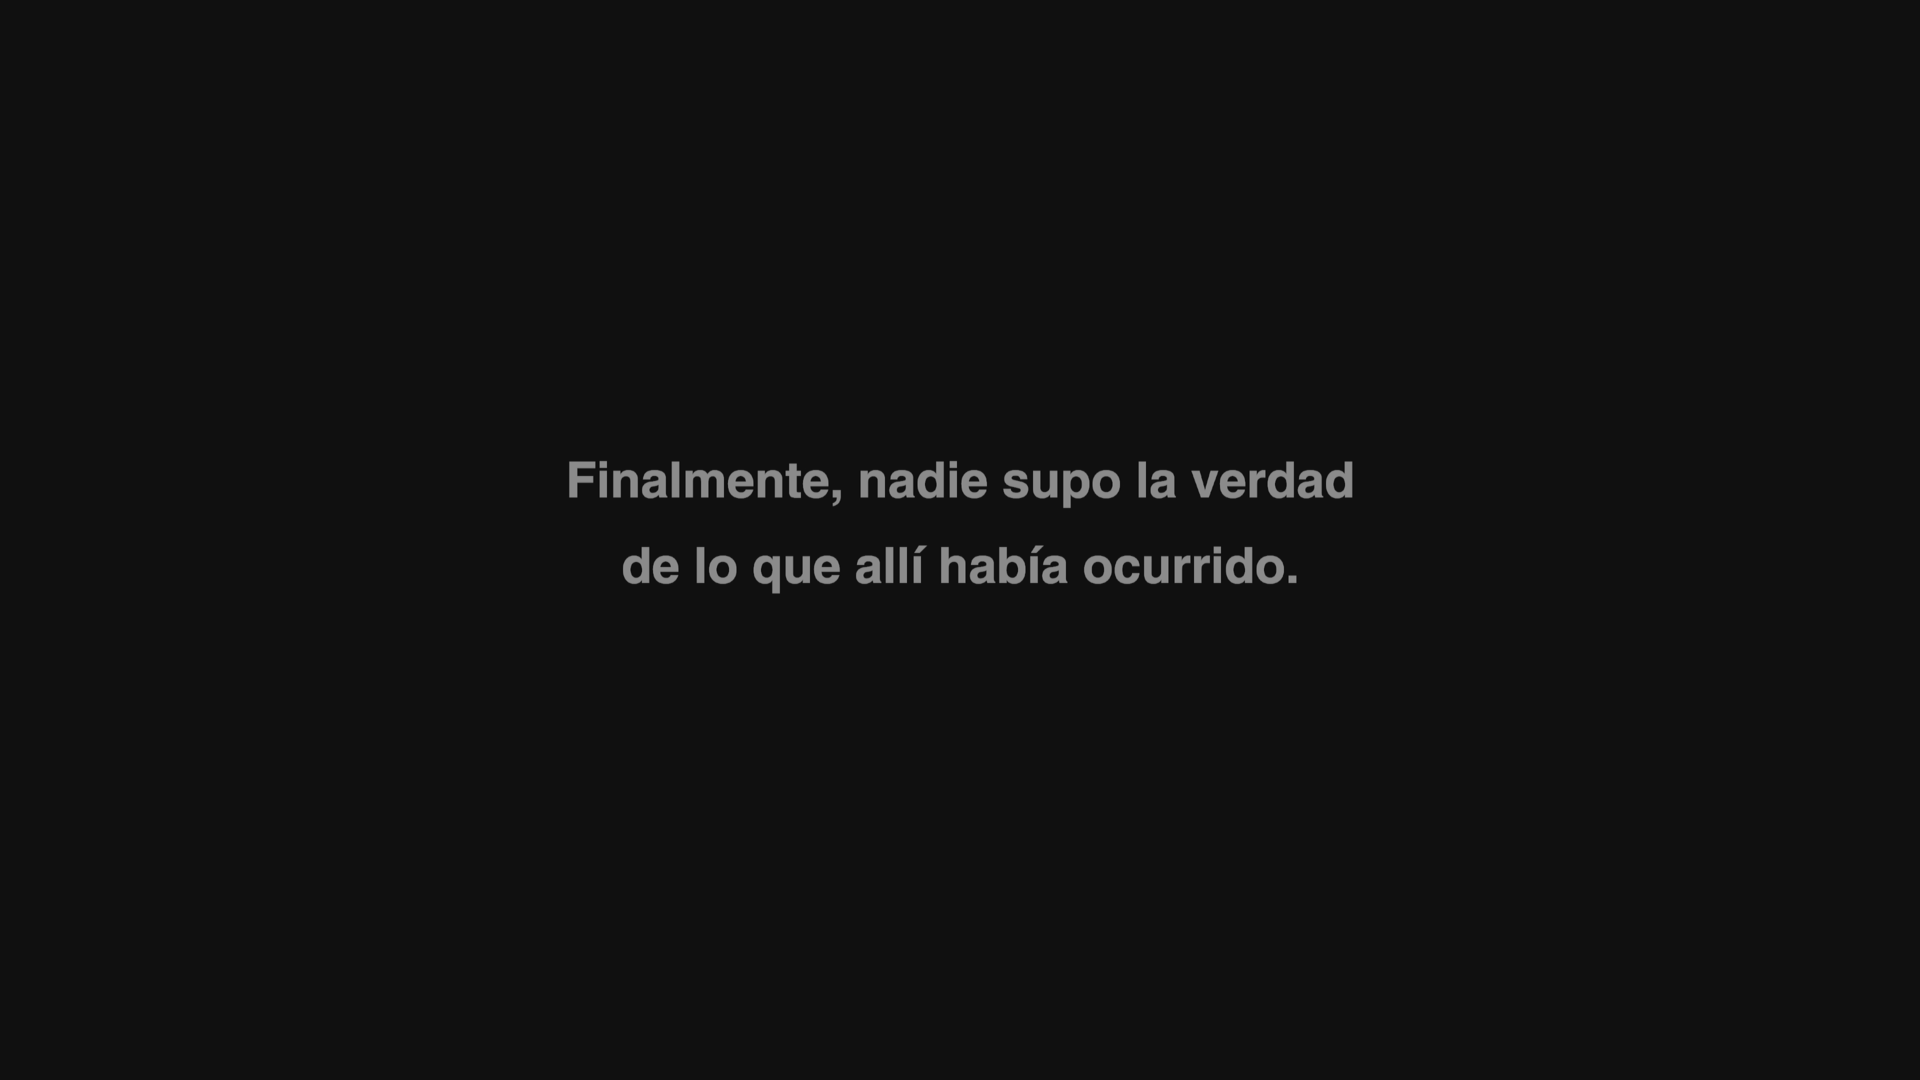 Finalmente, nadie supo la verdad
de lo que allí había ocurrido.